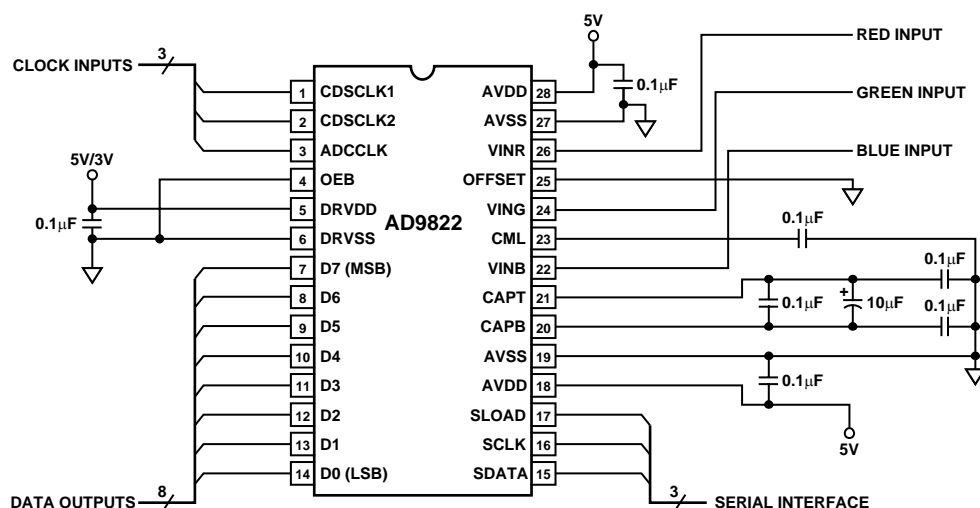 CLOCK INPUTS
3
5V/3V
0.1μF
DATA OUTPUTS
8
AD9822
1 CDSCLK1
2 CDSCLK2
3 ADCCLK
4 OEB
5 DRVDD
6 DRVSS
7 D7 (MSB)
8 D6
9 D5
10 D4
11 D3
12 D2
13 D1
14 D0 (LSB)
AVDD 28
AVSS 27
VINR 26
OFFSET 25
VING 24
CML 23
VINB 22
CAPT 21
CAPB 20
AVSS 19
AVDD 18
SLOAD 17
SCLK 16
SDATA 15
5V
0.1μF
RED INPUT
GREEN INPUT
BLUE INPUT
0.1μF
0.1μF
0.1μF
+
10μF
0.1μF
0.1μF
5V
3
SERIAL INTERFACE